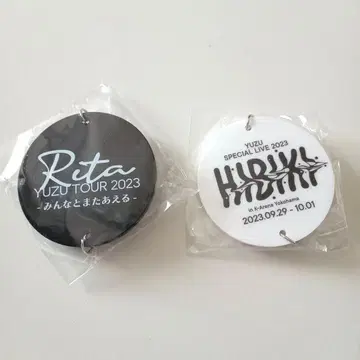 Rita
YUZU TOUR 2023
-みんなとまたあえる-
YUZU
SPECIAL LIVE 2023
HIBIKI
in K-Arena Yokohama
2023.09.29 - 10.01